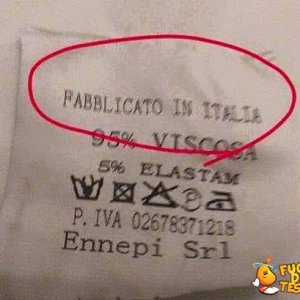 FABBLICATO IN ITALIA
95% VISCOSA
5% ELASTAM
P. IVA 02678371218
Ennepi Srl